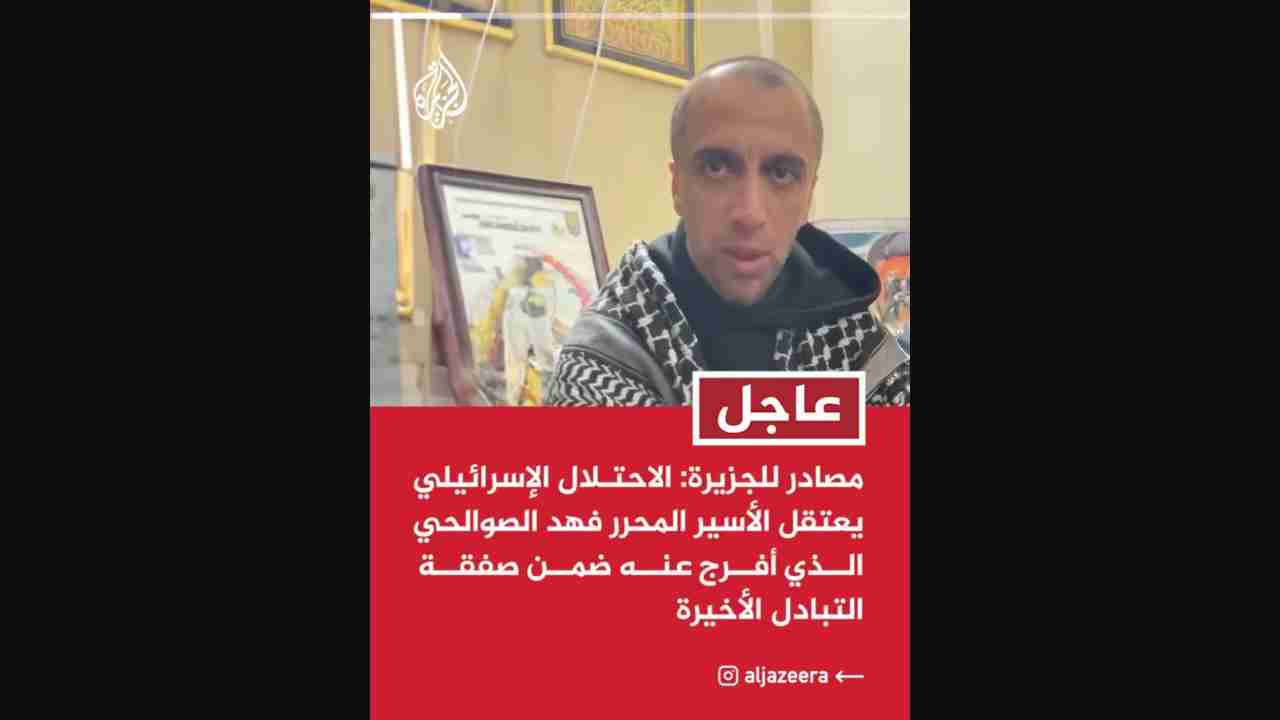 عاجل
مصادر للجزيرة: الاحتلال الإسرائيلي
يعتقل الأسير المحرر فهد الصوالحي
الذي أفرج عنه ضمن صفقة
التبادل الأخيرة
aljazeera